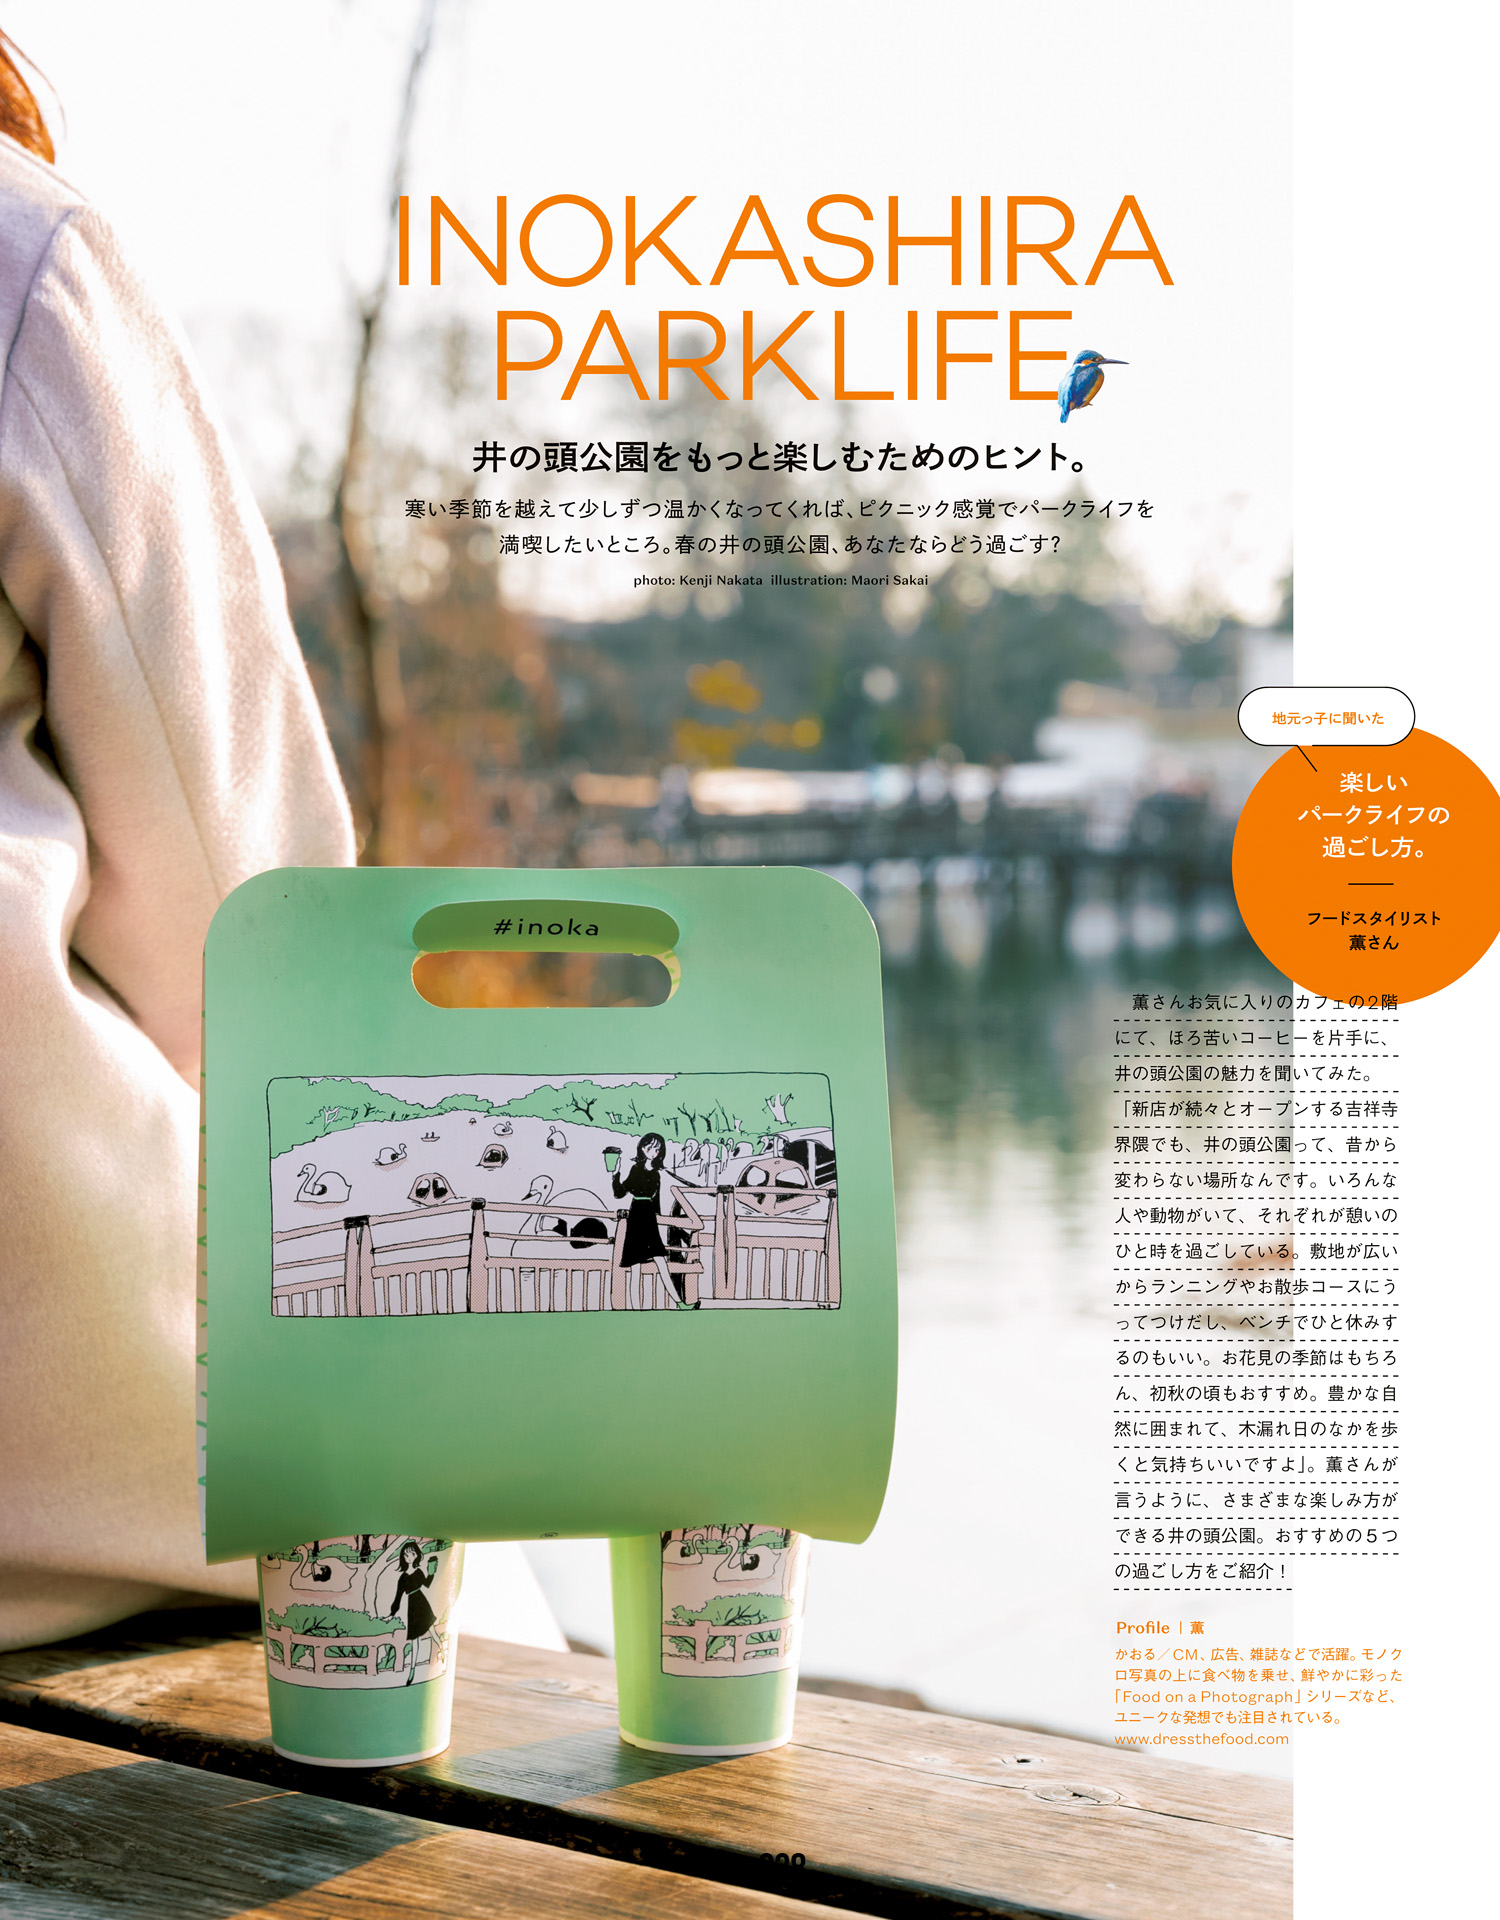 INOKASHIRA
PARKLIFE
井の頭公園をもっと楽しむためのヒント。
寒い季節を越えて少しずつ温かくなってくれば、ピクニック感覚でパークライフを
満喫したいところ。春の井の頭公園、あなたならどう過ごす?
photo: Kenji Nakata illustration: Maori Sakai
地元っ子に聞いた
楽しい
パークライフの
過ごし方。
フードスタイリスト
薫さん
#inoka
薫さんお気に入りのカフェの2階
にて、ほろ苦いコーヒーを片手に、
井の頭公園の魅力を聞いてみた。
「新店が続々とオープンする吉祥寺
界隈でも、井の頭公園って、昔から
変わらない場所なんです。いろんな
人や動物がいて、それぞれが憩いの
ひと時を過ごしている。敷地が広い
からランニングやお散歩コースにう
ってつけだし、ベンチでひと休みす
るのもいい。お花見の季節はもちろ
ん、初秋の頃もおすすめ。豊かな自
然に囲まれて、木漏れ日のなかを歩
くと気持ちいいですよ」。薫さんが
言うように、さまざまな楽しみ方が
できる井の頭公園。おすすめの5つ
の過ごし方をご紹介!
Profile | 薫
かおる/CM、広告、雑誌などで活躍。モノク
ロ写真の上に食べ物を乗せ、鮮やかに彩った
「Food on a Photograph」シリーズなど、
ユニークな発想でも注目されている。
www.dressthefood.com